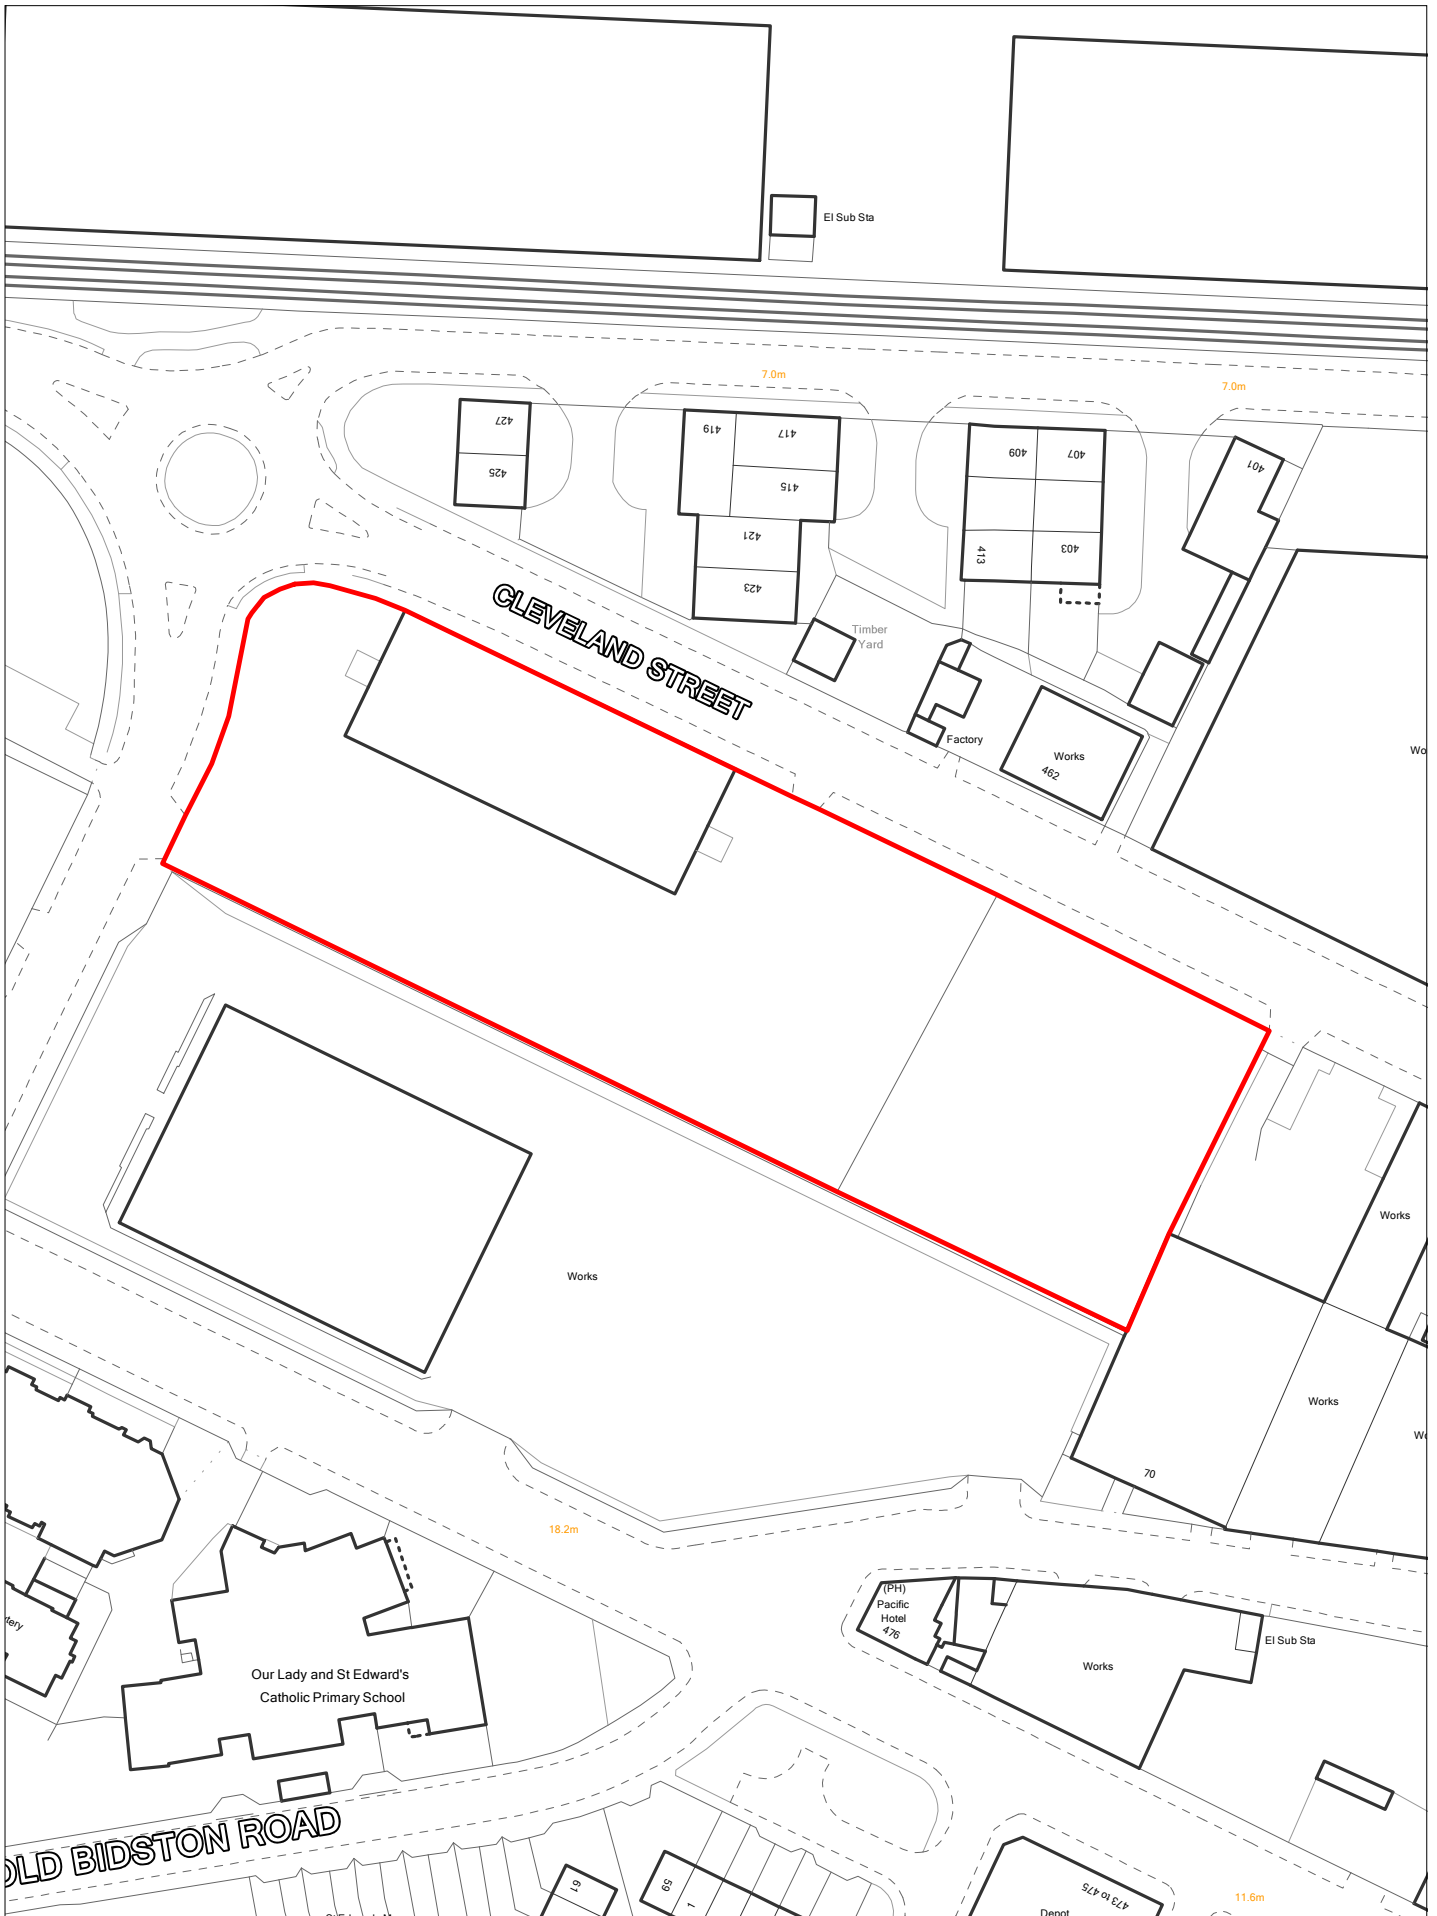 El Sub Sta
7.0m
7.0m
427
425
419
417
415
421
423
409
407
413
403
401
CLEVELAND STREET
Timber
Yard
Factory
Works
462
Works
Works
Works
70
18.2m
(PH)
Pacific
Hotel
476
El Sub Sta
Works
Our Lady and St Edward's
Catholic Primary School
OLD BIDSTON ROAD
61
59
1
473 to 475
Depot
11.6m